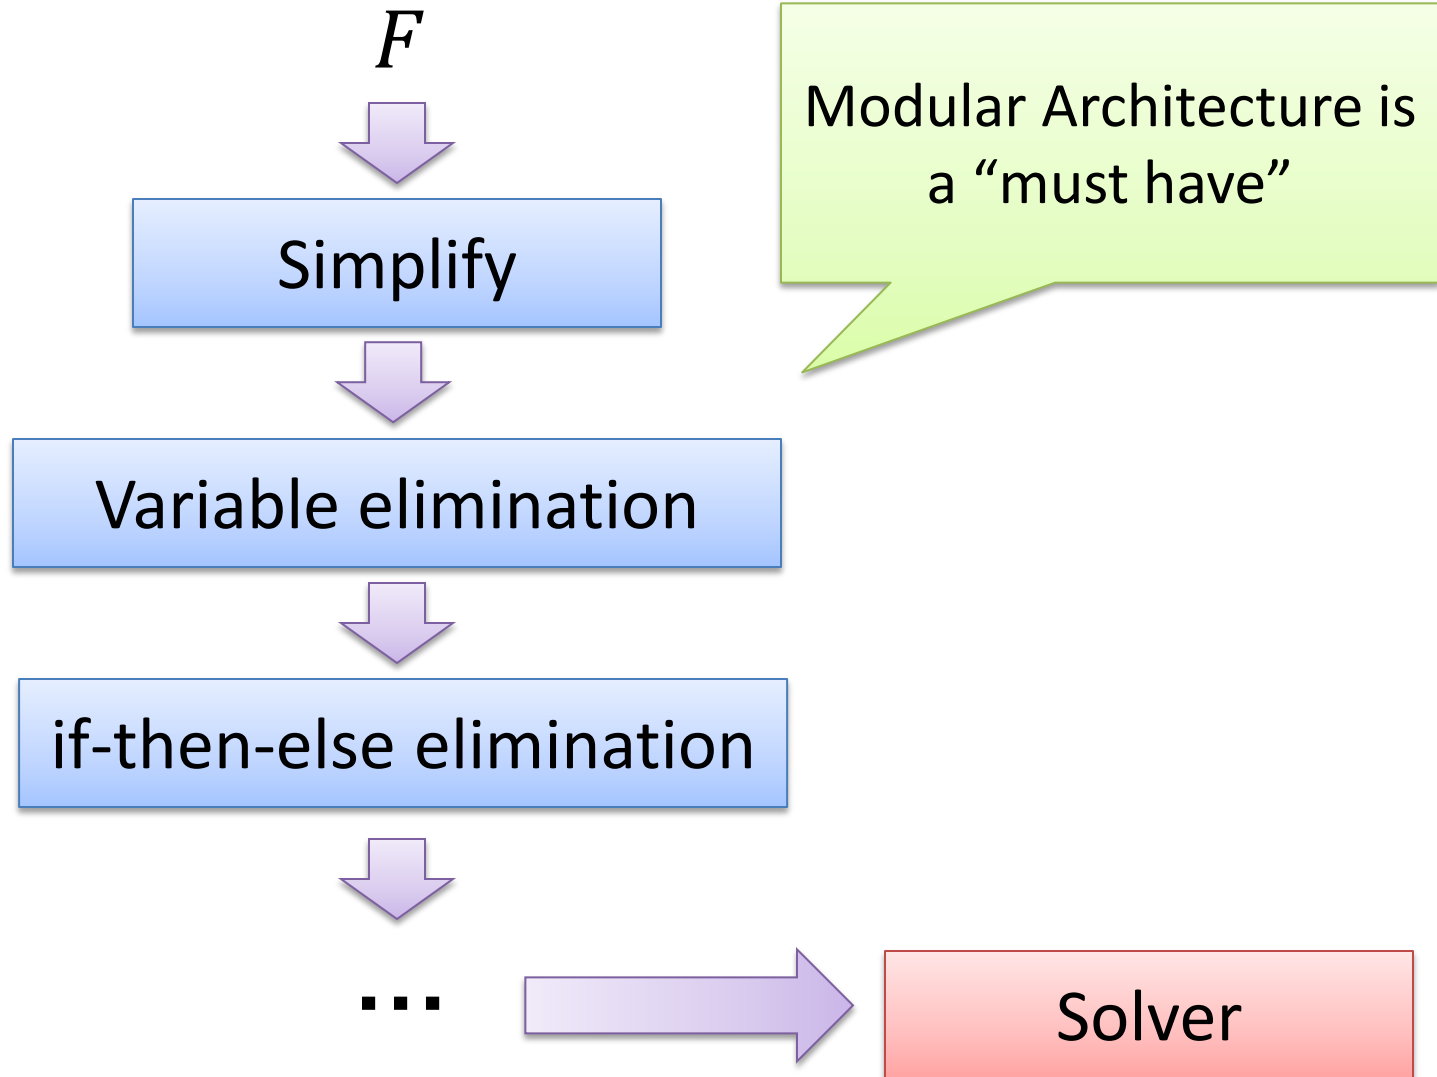 F
Modular Architecture is
a “must have”
Simplify
Variable elimination
if-then-else elimination
...
Solver